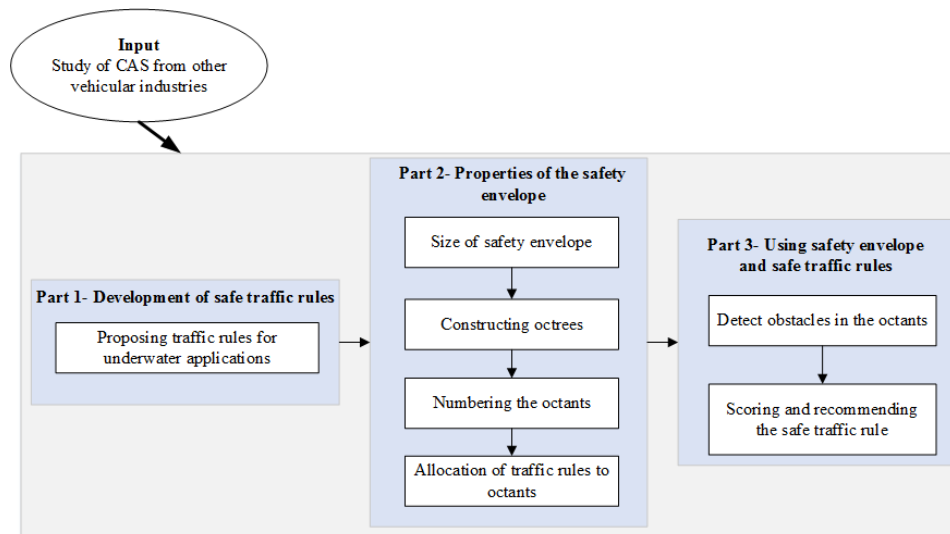 Input
Study of CAS from other
vehicular industries
Part 1- Development of safe traffic rules
Proposing traffic rules for
underwater applications
Part 2- Properties of the safety
envelope
Size of safety envelope
Constructing octrees
Numbering the octants
Allocation of traffic rules to
octants
Part 3- Using safety envelope
and safe traffic rules
Detect obstacles in the octants
Scoring and recommending
the safe traffic rule